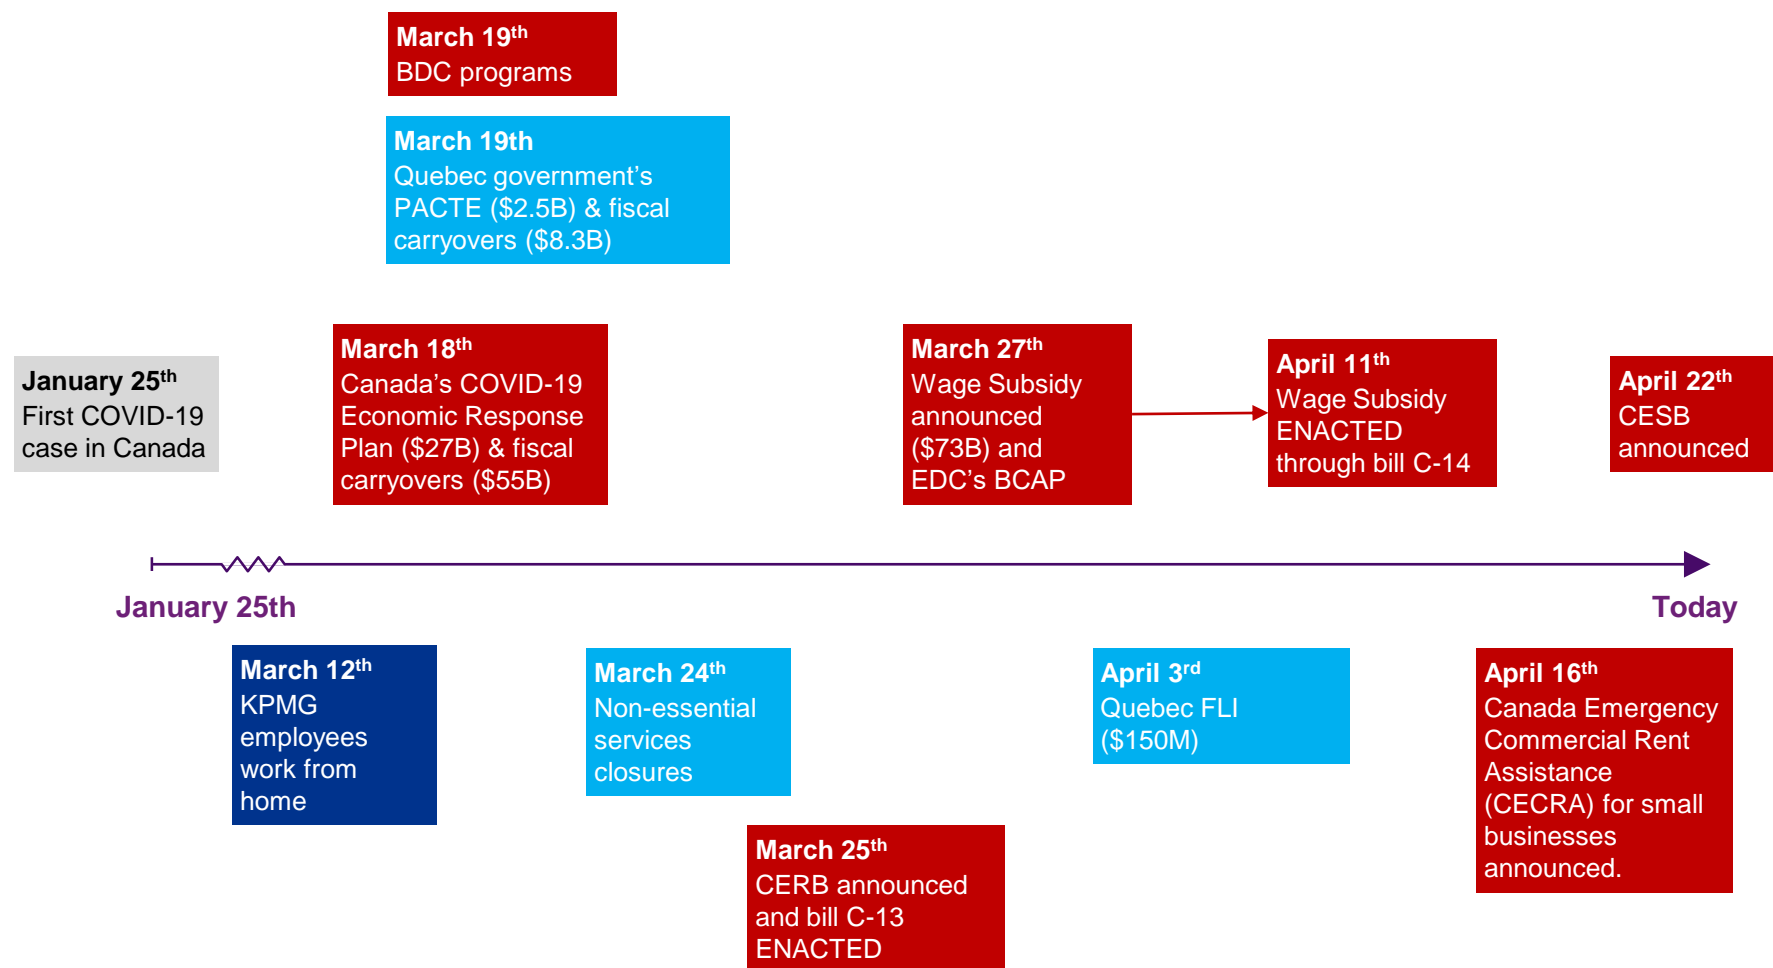 March 19th
BDC programs
March 19th
Quebec government’s
PACTE ($2.5B) & fiscal
carryovers ($8.3B)
January 25th
First COVID-19
case in Canada
March 18th
Canada’s COVID-19
Economic Response
Plan ($27B) & fiscal
carryovers ($55B)
March 27th
Wage Subsidy
announced
($73B) and
EDC’s BCAP
April 11th
Wage Subsidy
ENACTED
through bill C-14
April 22th
CESB
announced
January 25th
Today
March 12th
KPMG
employees
work from
home
March 24th
Non-essential
services
closures
March 25th
CERB announced
and bill C-13
ENACTED
April 3rd
Quebec FLI
($150M)
April 16th
Canada Emergency
Commercial Rent
Assistance
(CECRA) for small
businesses
announced.